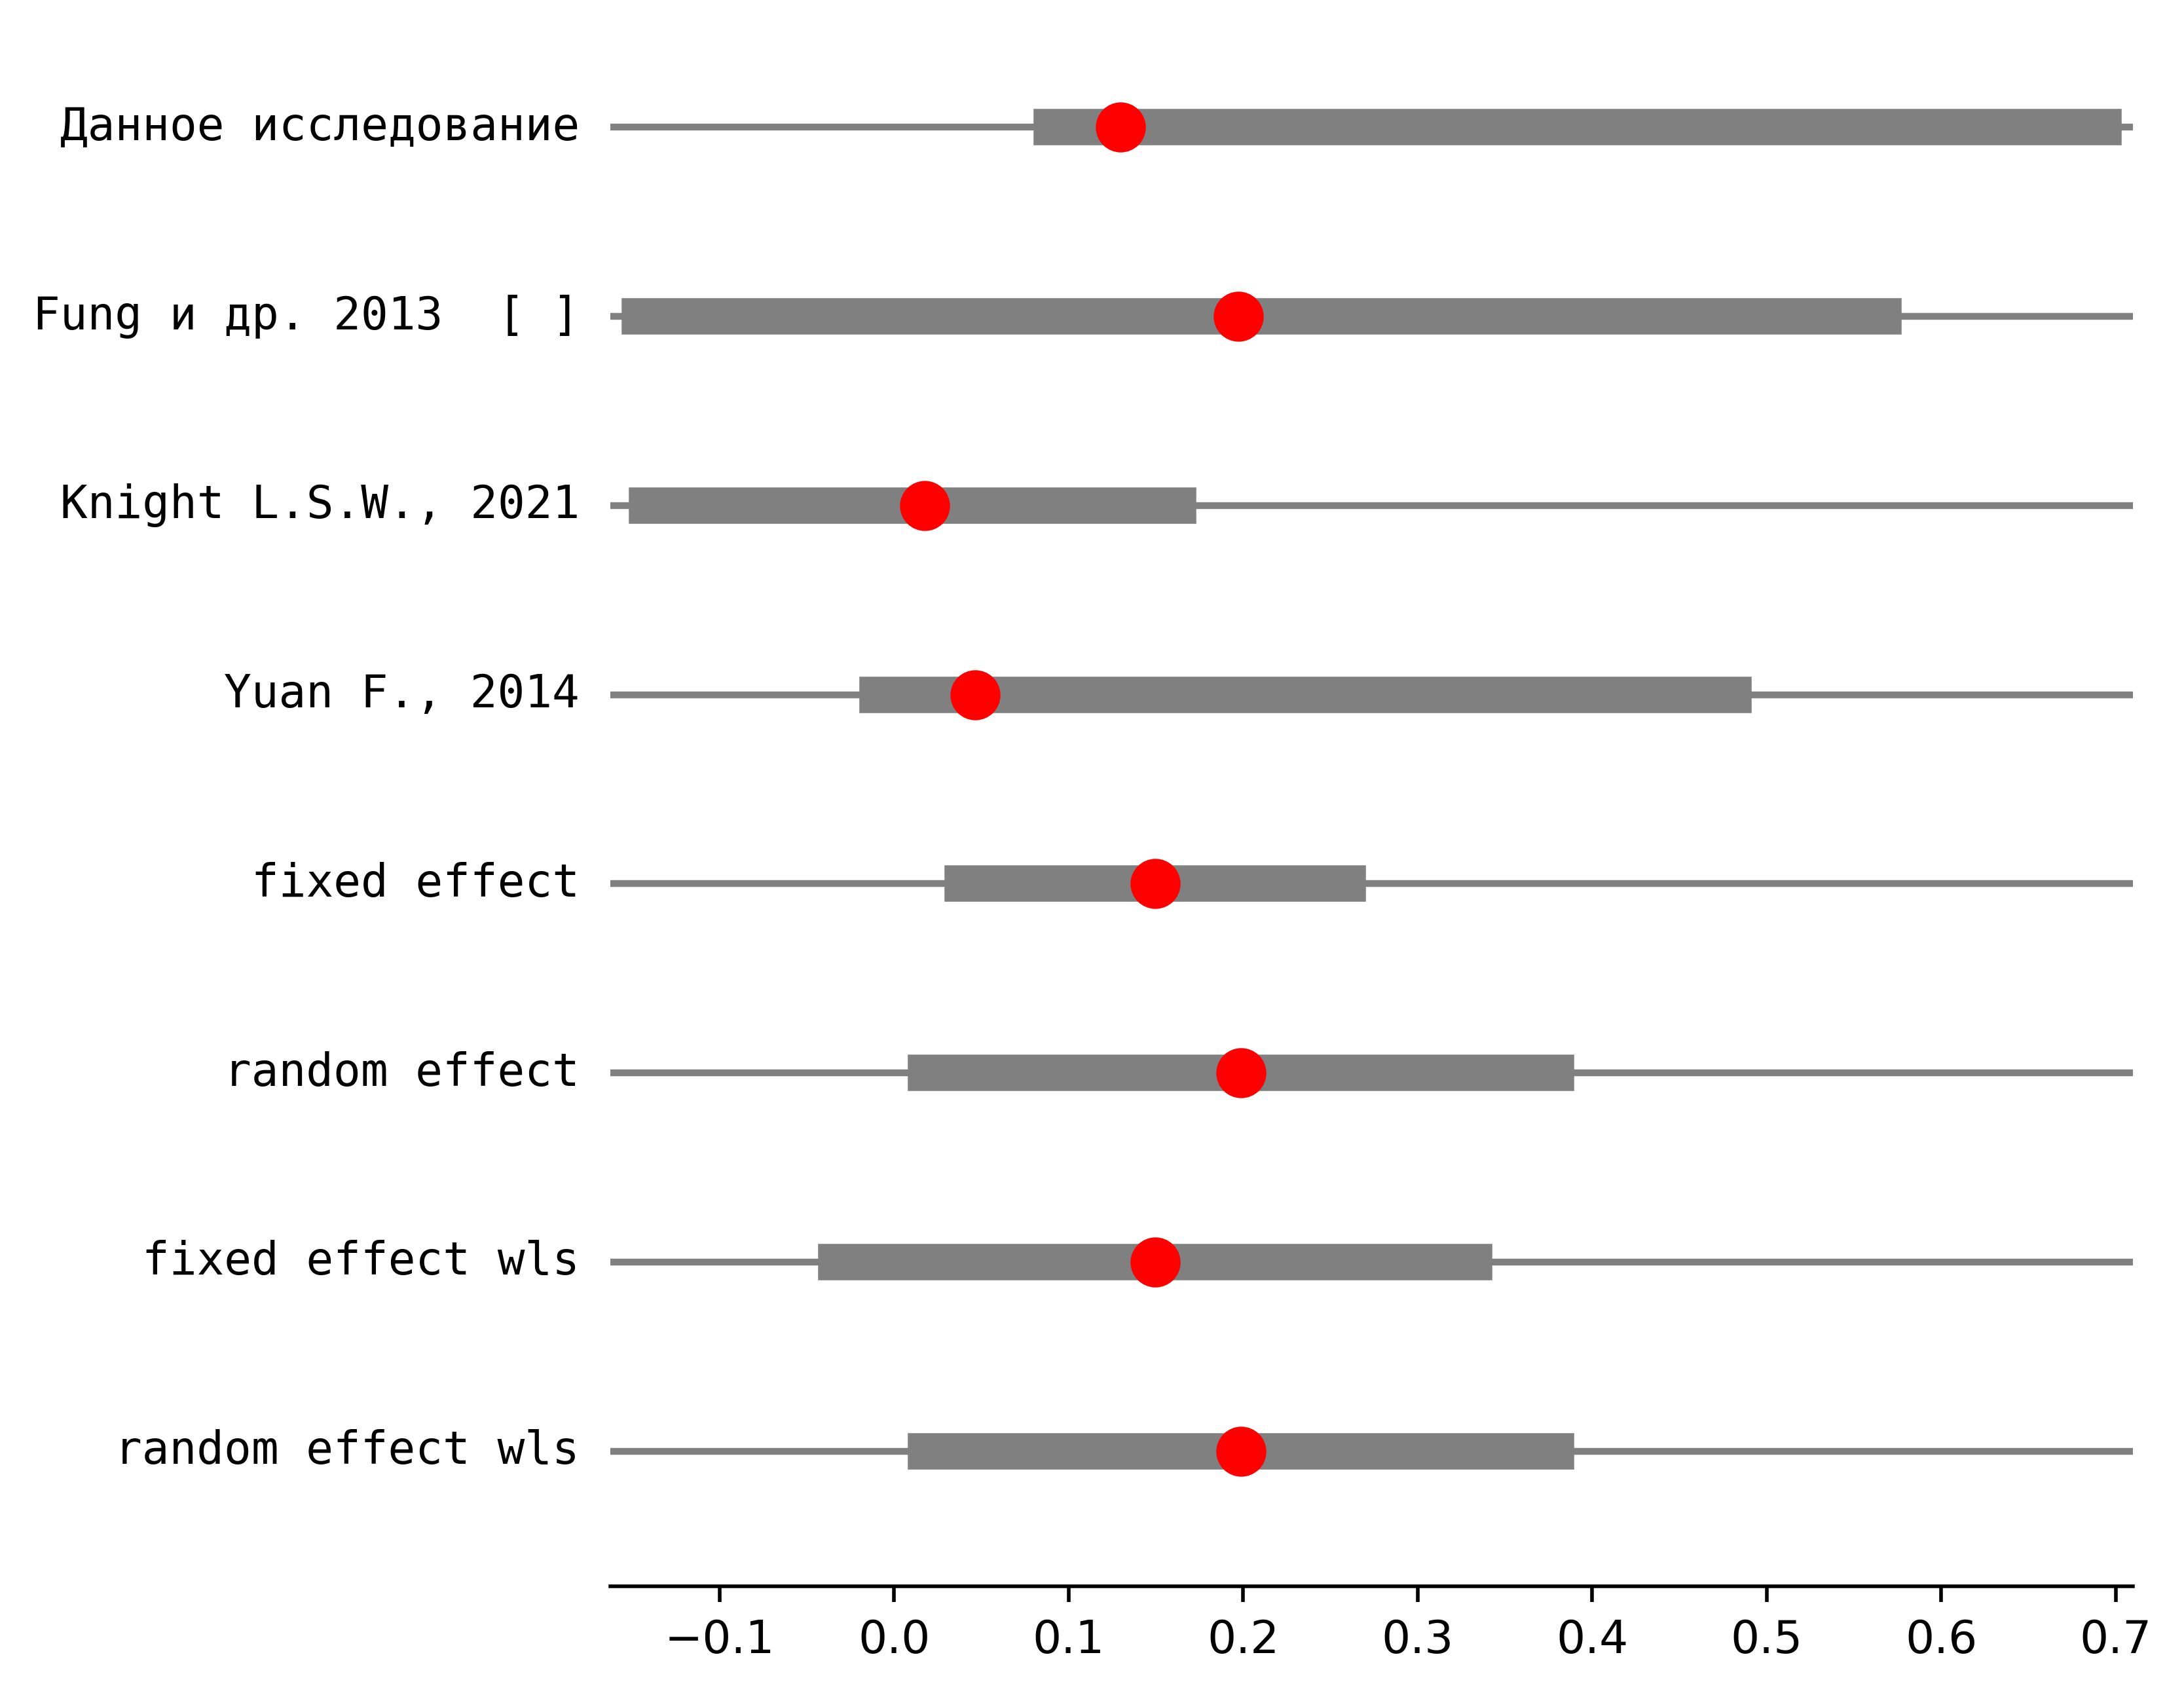 Данное исследование
Fung и др. 2013  [ ]
Knight L.S.W., 2021
Yuan F., 2014
fixed effect
random effect
fixed effect wls
random effect wls
−0.1 0.0 0.1 0.2 0.3 0.4 0.5 0.6 0.7